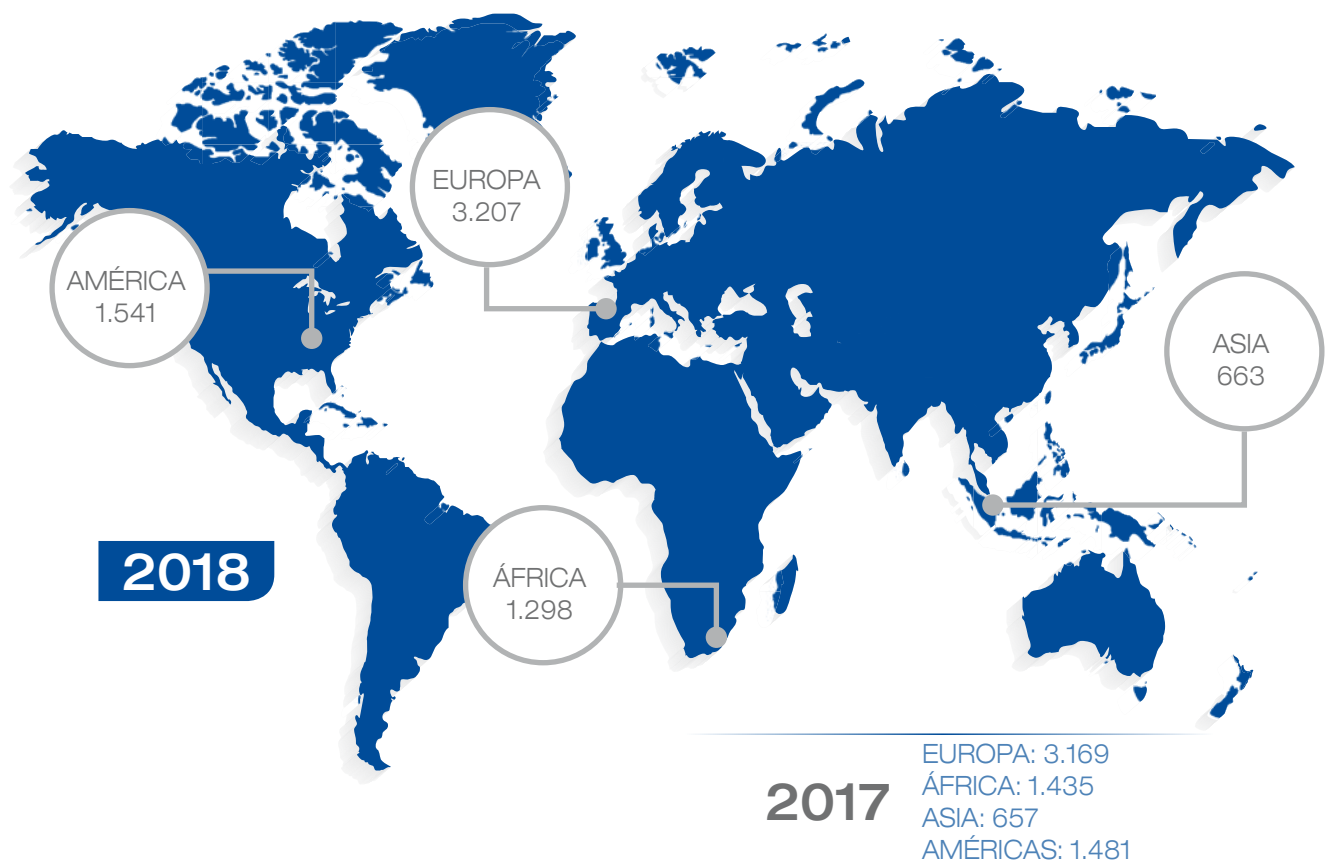 EUROPA
3.207
AMÉRICA
1.541
ASIA
663
2018
ÁFRICA
1.298
2017
EUROPA: 3.169
ÁFRICA: 1.435
ASIA: 657
AMÉRICAS: 1.481